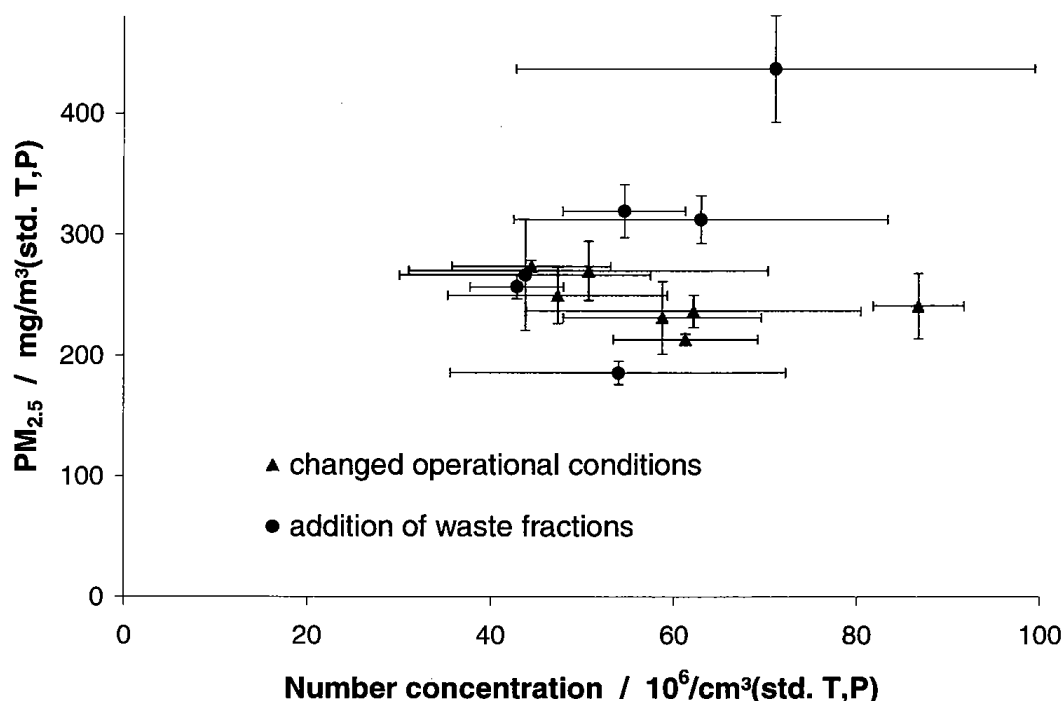 400
300
200
100
0
PM₂.₅ / mg/m³(std. T,P)
▲ changed operational conditions
● addition of waste fractions
0 20 40 60 80 100
Number concentration / 10⁶/cm³(std. T,P)